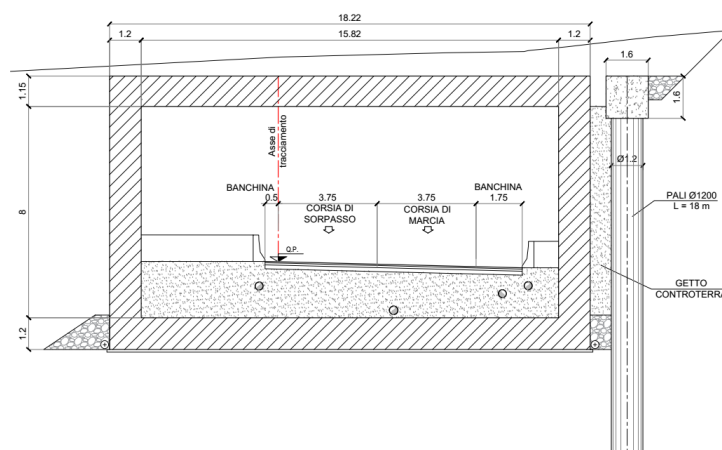 18.22
1.2
15.82
1.2
1.6
1.15
1.6
Asse di
tracciamento
Ø1.2
BANCHINA
BANCHINA
0.5
3.75
3.75
1.75
PALI Ø1200
L = 18 m
CORSIA DI
SORPASSO
CORSIA DI
MARCIA
8
Q.P.
GETTO
CONTROTERRA
1.2